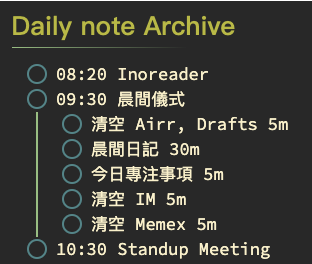 Daily note Archive
08:20 Inoreader
09:30 晨間儀式
清空 Airr, Drafts 5m
晨間日記 30m
今日專注事項 5m
清空 IM 5m
清空 Memex 5m
10:30 Standup Meeting